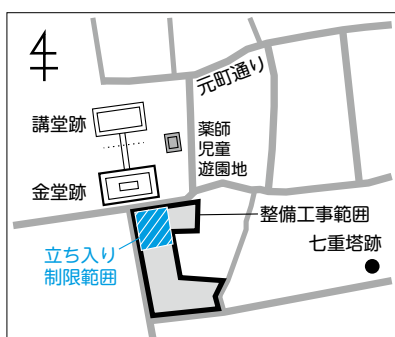 元町通り
講堂跡
薬師
児童
遊園地
金堂跡
整備工事範囲
立ち入り
制限範囲
七重塔跡